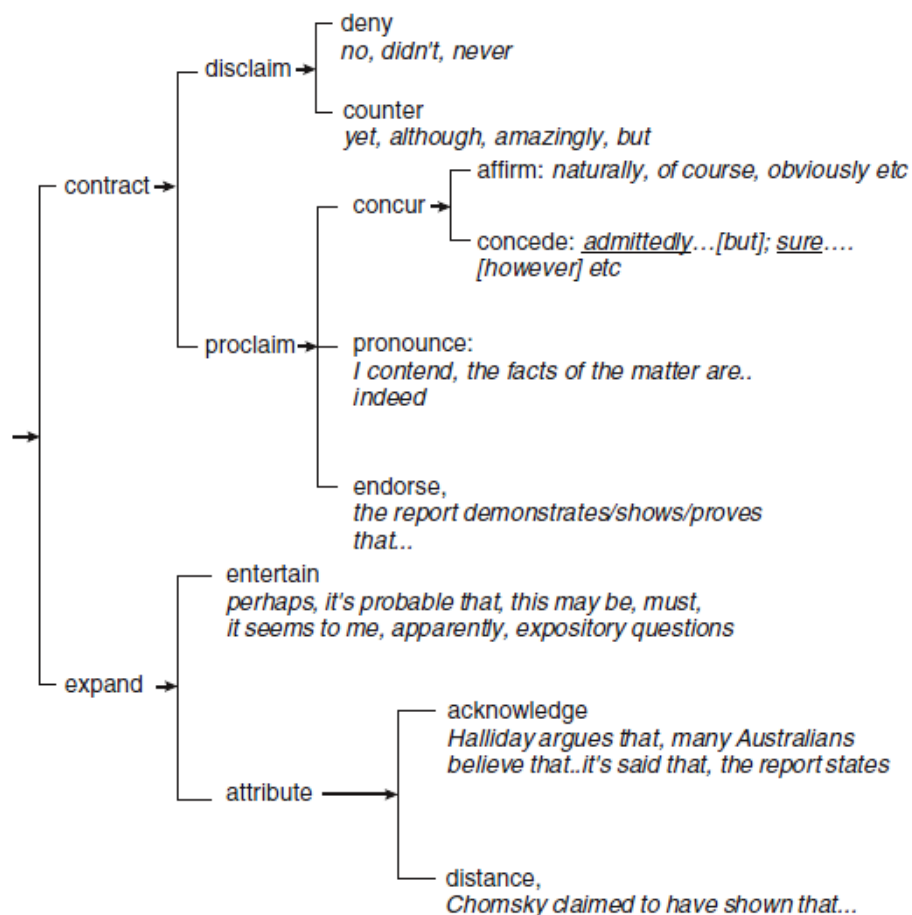 deny
no, didn't, never
disclaim
counter
yet, although, amazingly, but
contract
affirm: naturally, of course, obviously etc
concur
concede: admittedly…[but]; sure….
[however] etc
proclaim
pronounce:
I contend, the facts of the matter are..
indeed
endorse,
the report demonstrates/shows/proves
that...
entertain
perhaps, it's probable that, this may be, must,
it seems to me, apparently, expository questions
expand
acknowledge
Halliday argues that, many Australians
believe that..it's said that, the report states
attribute
distance,
Chomsky claimed to have shown that...